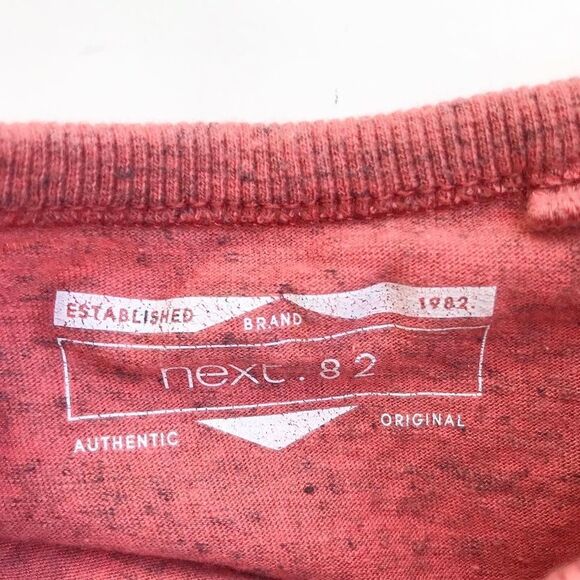 ESTABLISHED BRAND 1982
next.82
AUTHENTIC ORIGINAL